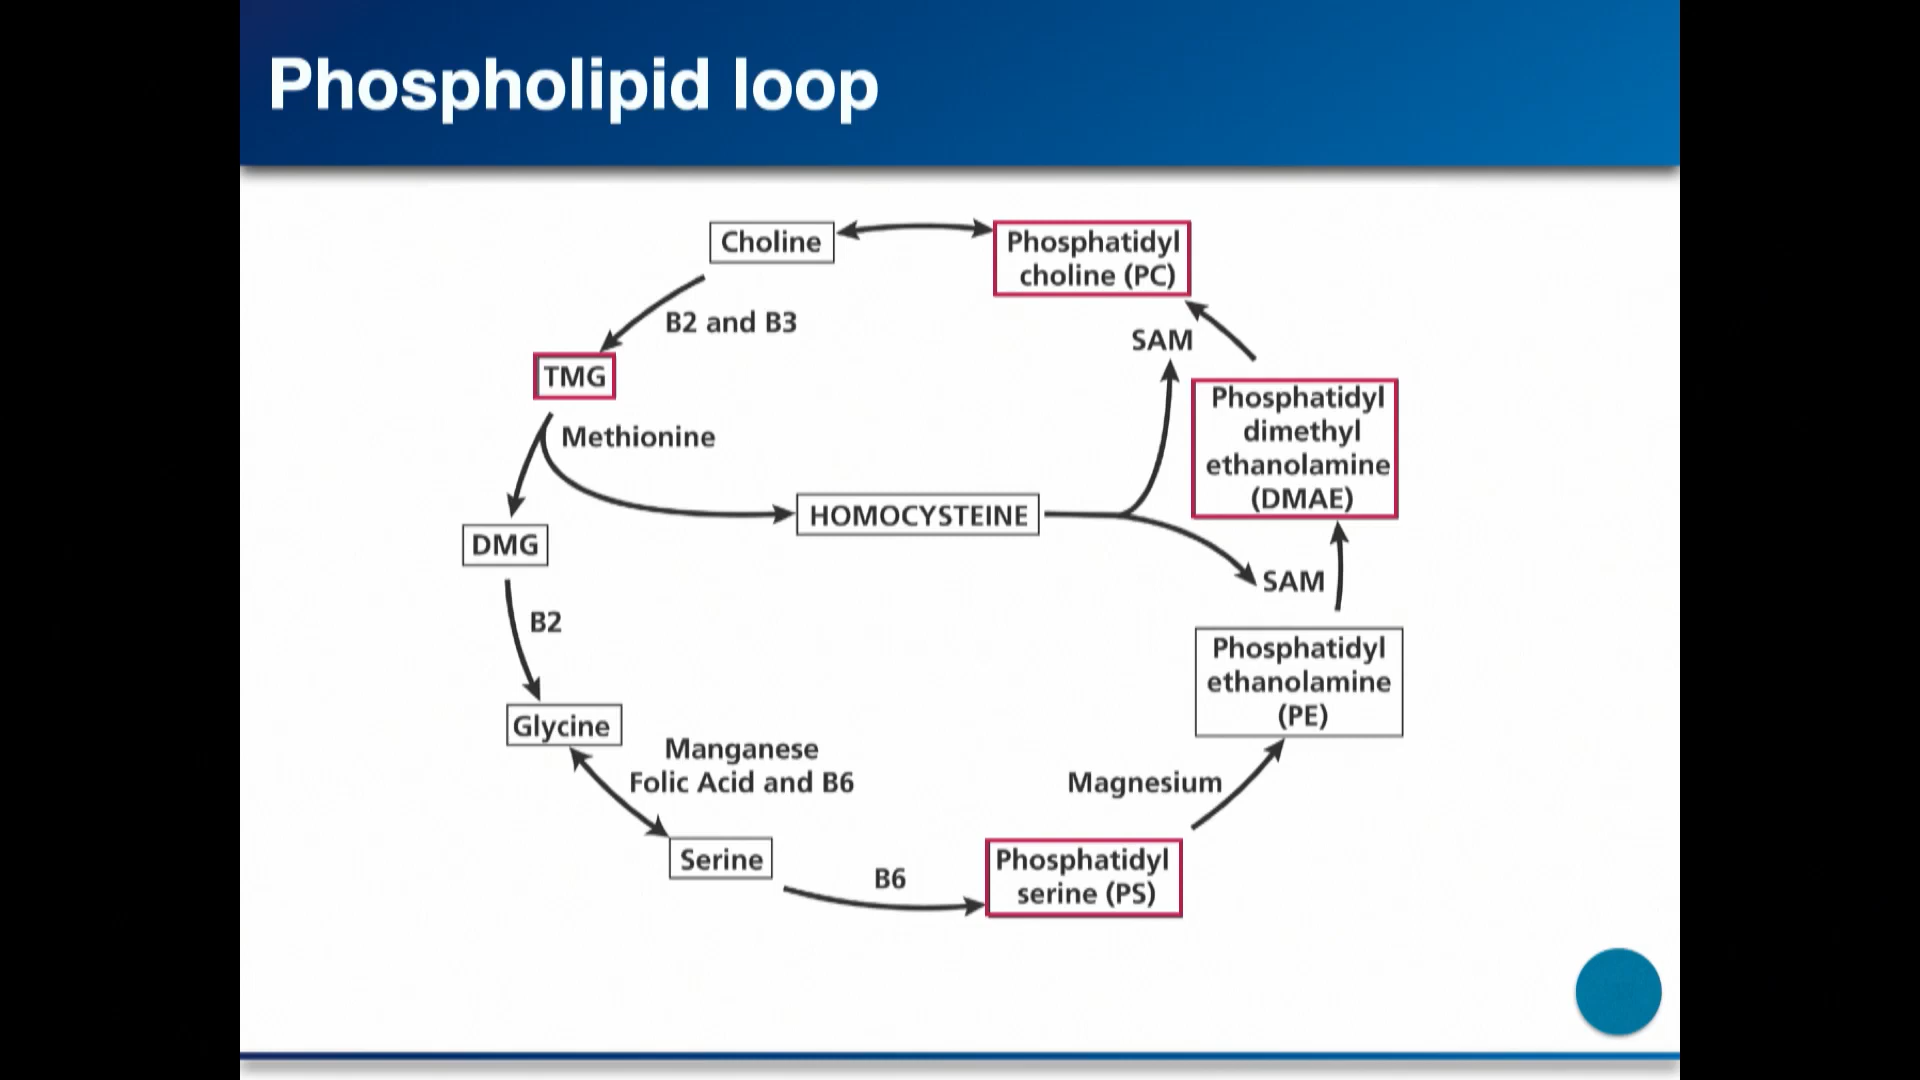 Phospholipid loop
Choline
Phosphatidyl
choline (PC)
B2 and B3
SAM
TMG
Phosphatidyl
dimethyl
ethanolamine
(DMAE)
Methionine
HOMOCYSTEINE
DMG
SAM
B2
Phosphatidyl
ethanolamine
(PE)
Glycine
Manganese
Folic Acid and B6
Magnesium
Serine
B6
Phosphatidyl
serine (PS)